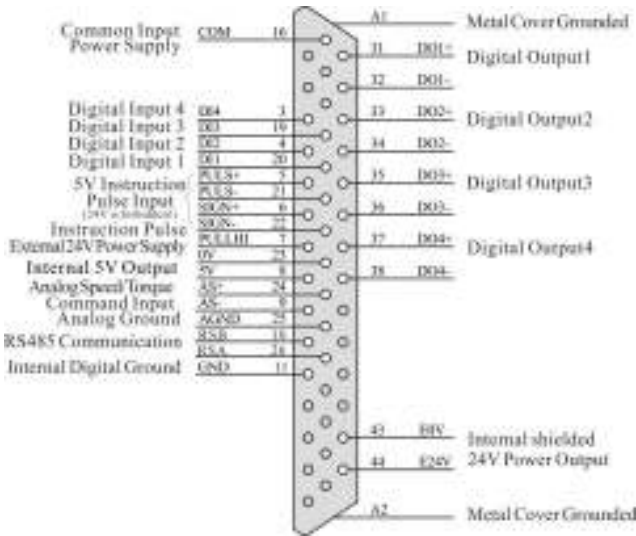 A1 Metal Cover Grounded
Common Input COM 16
Power Supply
31 DO1+
Digital Output1
32 DO1-
33 DO2+
Digital Output2
34 DO2-
35 DO3+
Digital Output3
36 DO3-
37 DO4+
Digital Output4
38 DO4-
Digital Input 4 DI4 3
Digital Input 3 DI3 19
Digital Input 2 DI2 4
Digital Input 1 DI1 20
5V Instruction PULS+ 5
Pulse Input PULS- 21
SIGN+ 6
Instruction Pulse SIGN- 22
External 24V Power Supply PULLHI 7
0V 23
Internal 5V Output 5V 8
Analog Speed/Torque AS+ 24
Command Input AS- 9
Analog Ground AGND 25
RS485 Communication RSB 10
RSA 26
Internal Digital Ground GND 11
43
Internal shielded
44 E24V
24V Power Output
A2 Metal Cover Grounded